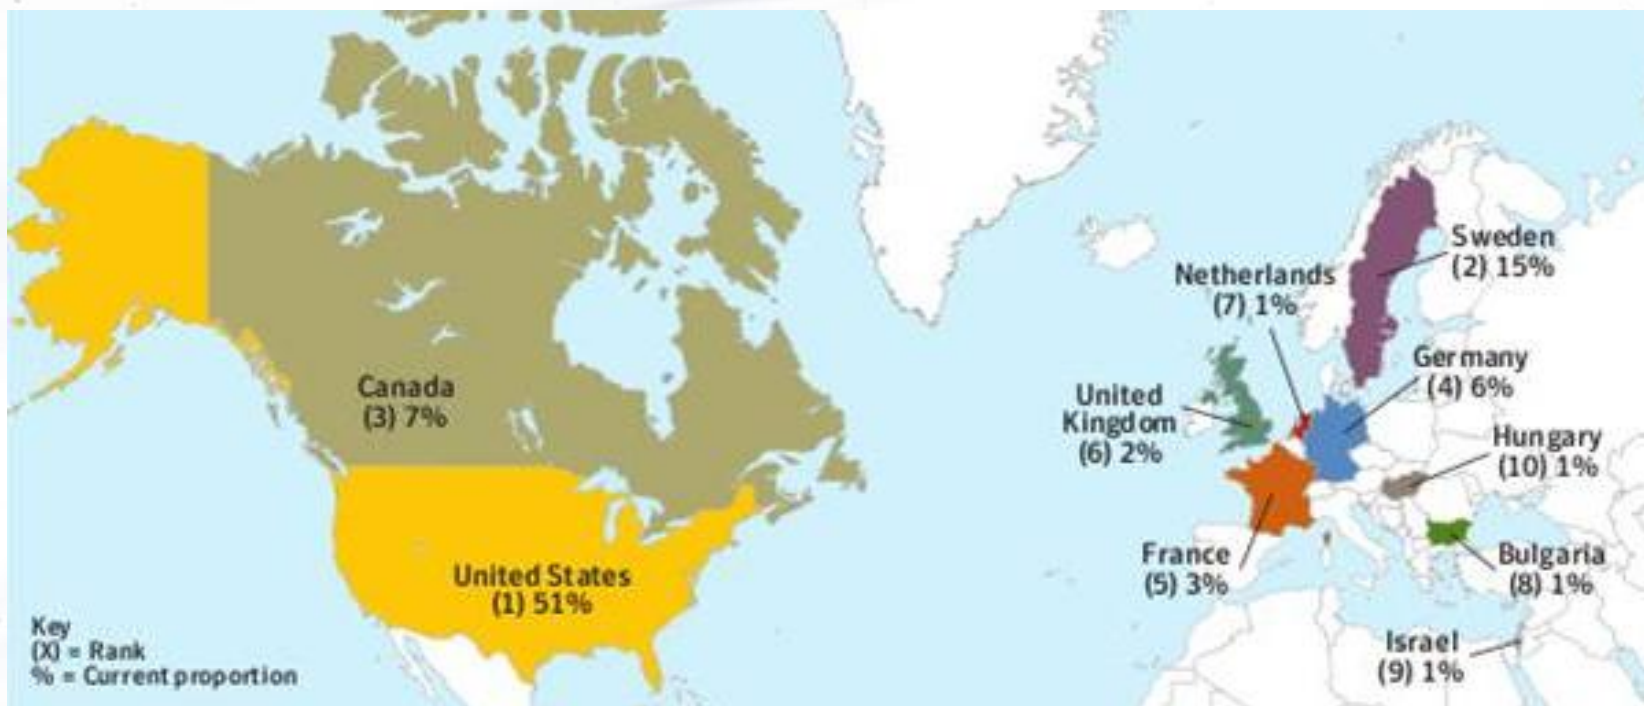 Canada
(3) 7%
United States
(1) 51%
Key
(X) = Rank
% = Current proportion
Sweden
(2) 15%
Netherlands
(7) 1%
Germany
(4) 6%
United
Kingdom
(6) 2%
Hungary
(10) 1%
France
(5) 3%
Bulgaria
(8) 1%
Israel
(9) 1%